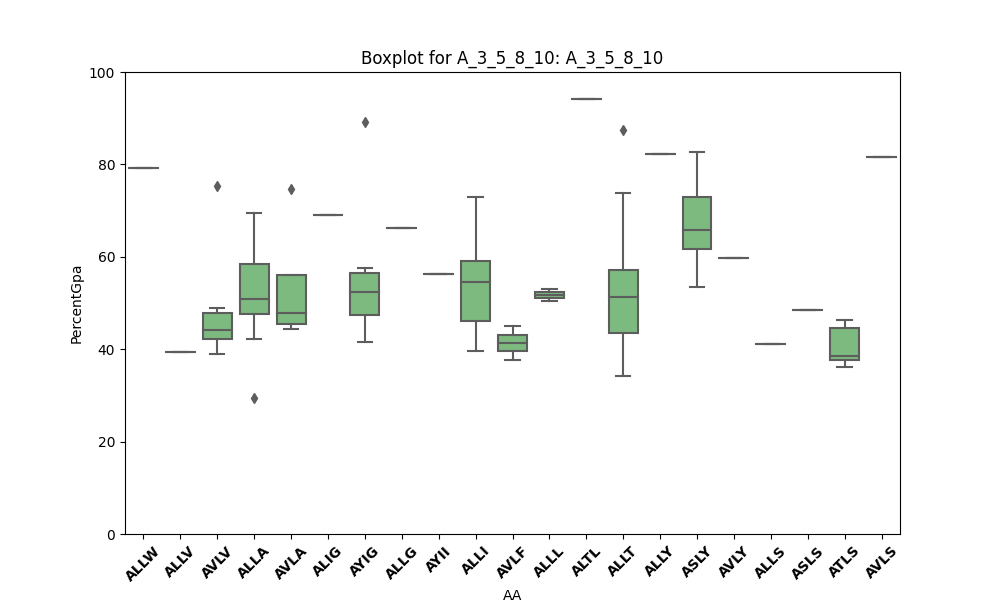 Boxplot for A_3_5_8_10: A_3_5_8_10
PercentGpa
100
80
60
40
20
0
ALLW ALLV AVLV ALLA AVLA ALIG AYIG ALLG AYII ALLI AVLF ALLL ALTL ALLT ALLY ASLY AVLY ALLS ASLS ATLS AVLS
AA